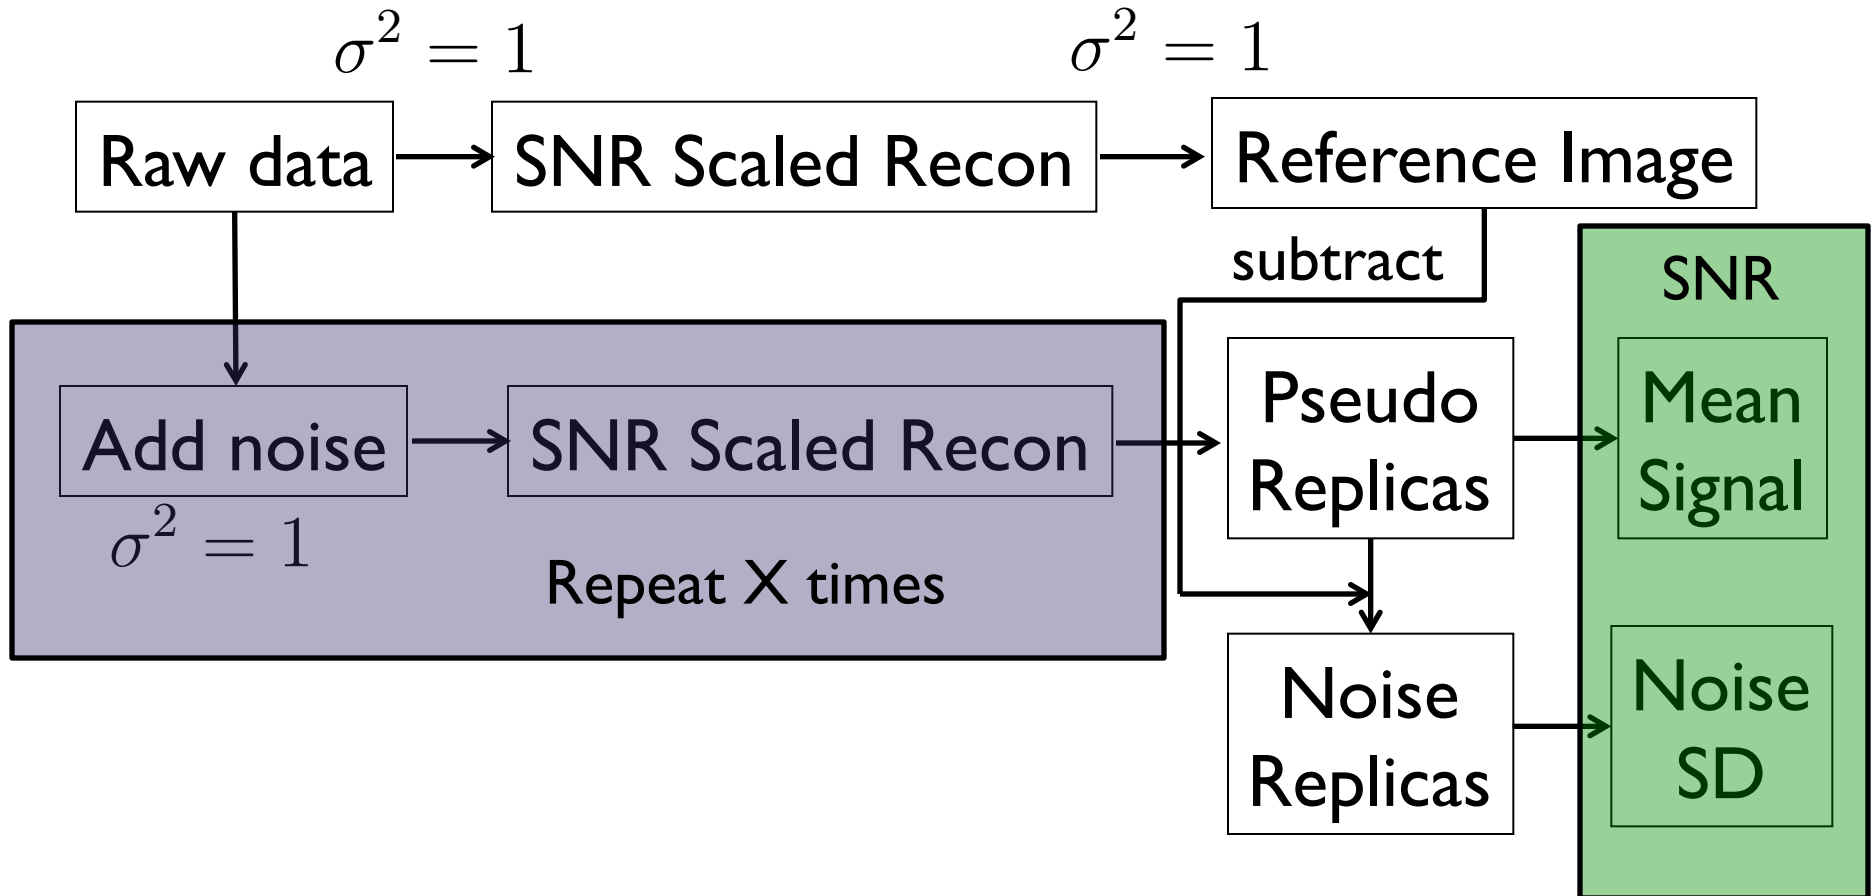 σ² = 1
σ² = 1
Raw data
SNR Scaled Recon
Reference Image
subtract
SNR
Add noise
σ² = 1
SNR Scaled Recon
Repeat X times
Pseudo
Replicas
Mean
Signal
Noise
Replicas
Noise
SD